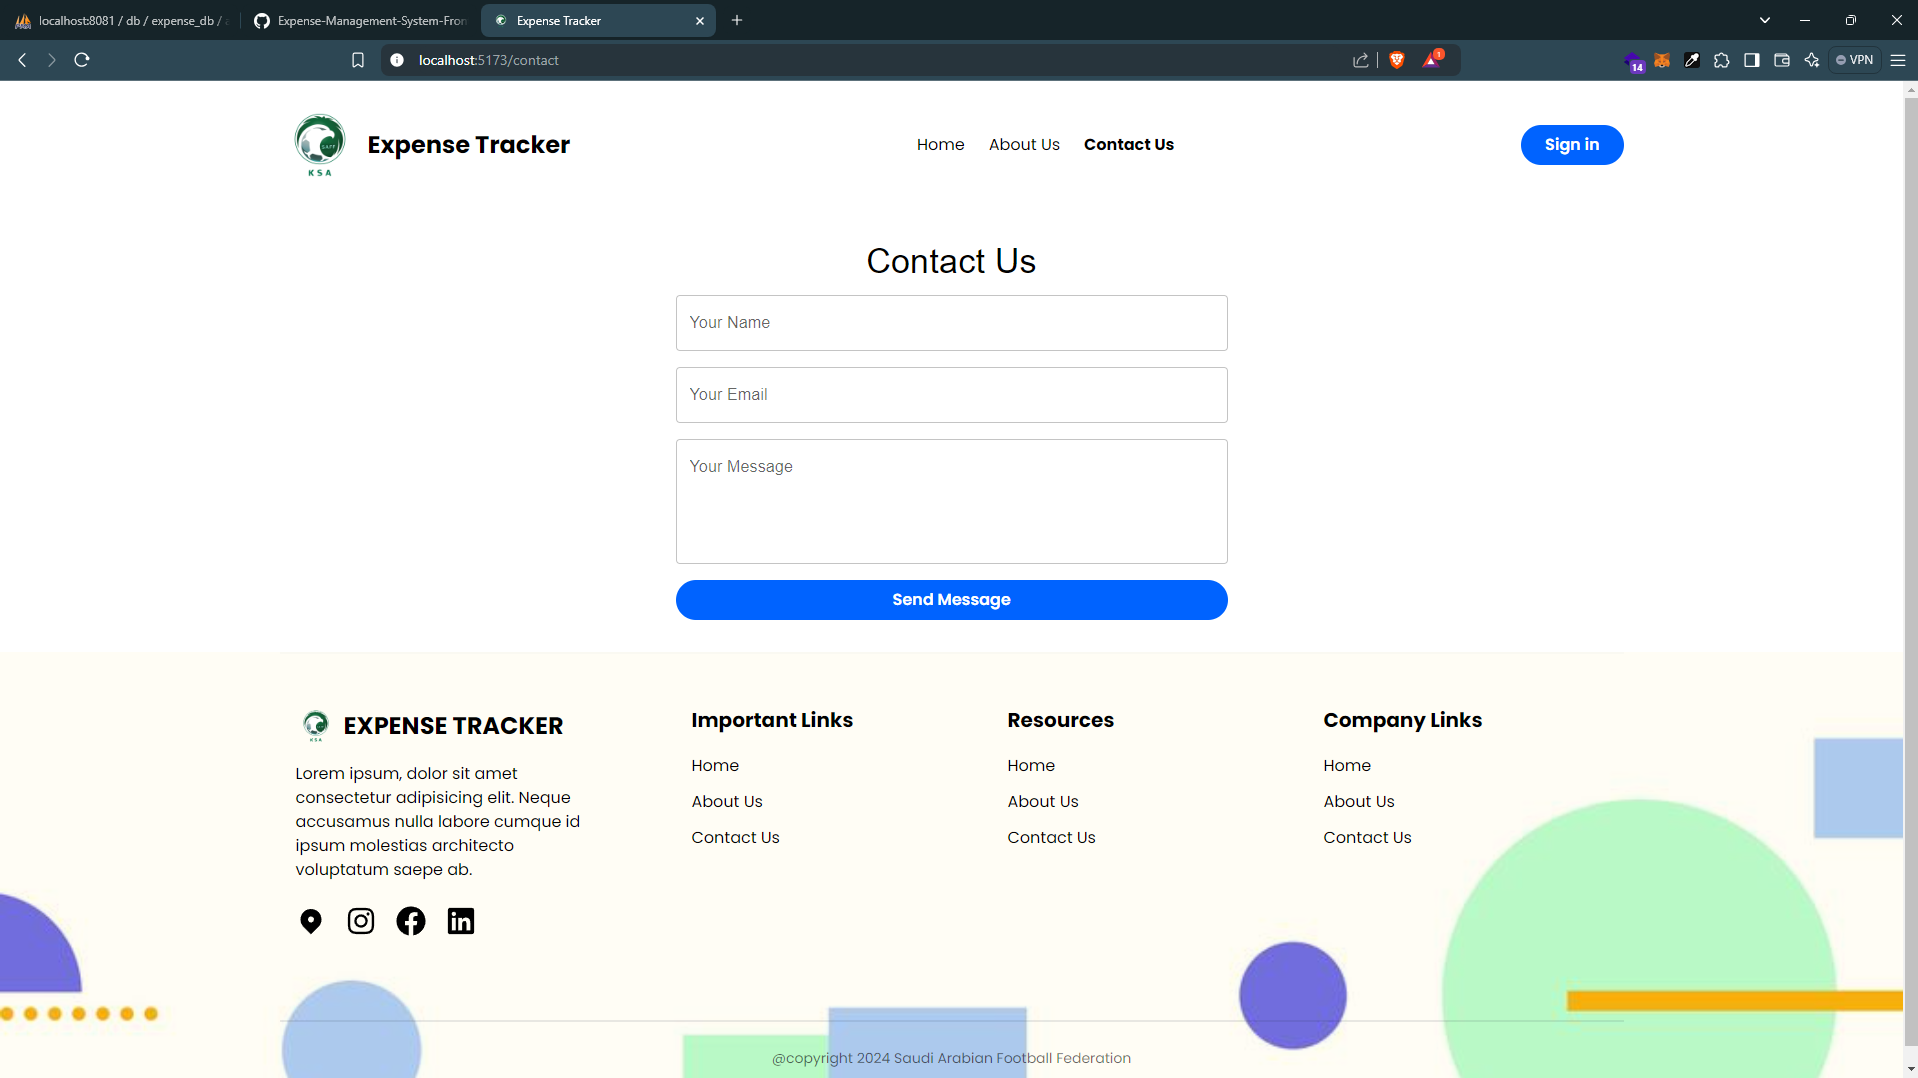 localhost:8081 / db / expense_db /
Expense-Management-System-Fron
Expense Tracker
localhost:5173/contact
1
14
VPN
SAFF
KSA
Expense Tracker
Home
About Us
Contact Us
Sign in
Contact Us
Your Name
Your Email
Your Message
Send Message
KSA
EXPENSE TRACKER
Lorem ipsum, dolor sit amet
consectetur adipisicing elit. Neque
accusamus nulla labore cumque id
ipsum molestias architecto
voluptatum saepe ab.
Important Links
Home
About Us
Contact Us
Resources
Home
About Us
Contact Us
Company Links
Home
About Us
Contact Us
@copyright 2024 Saudi Arabian Football Federation